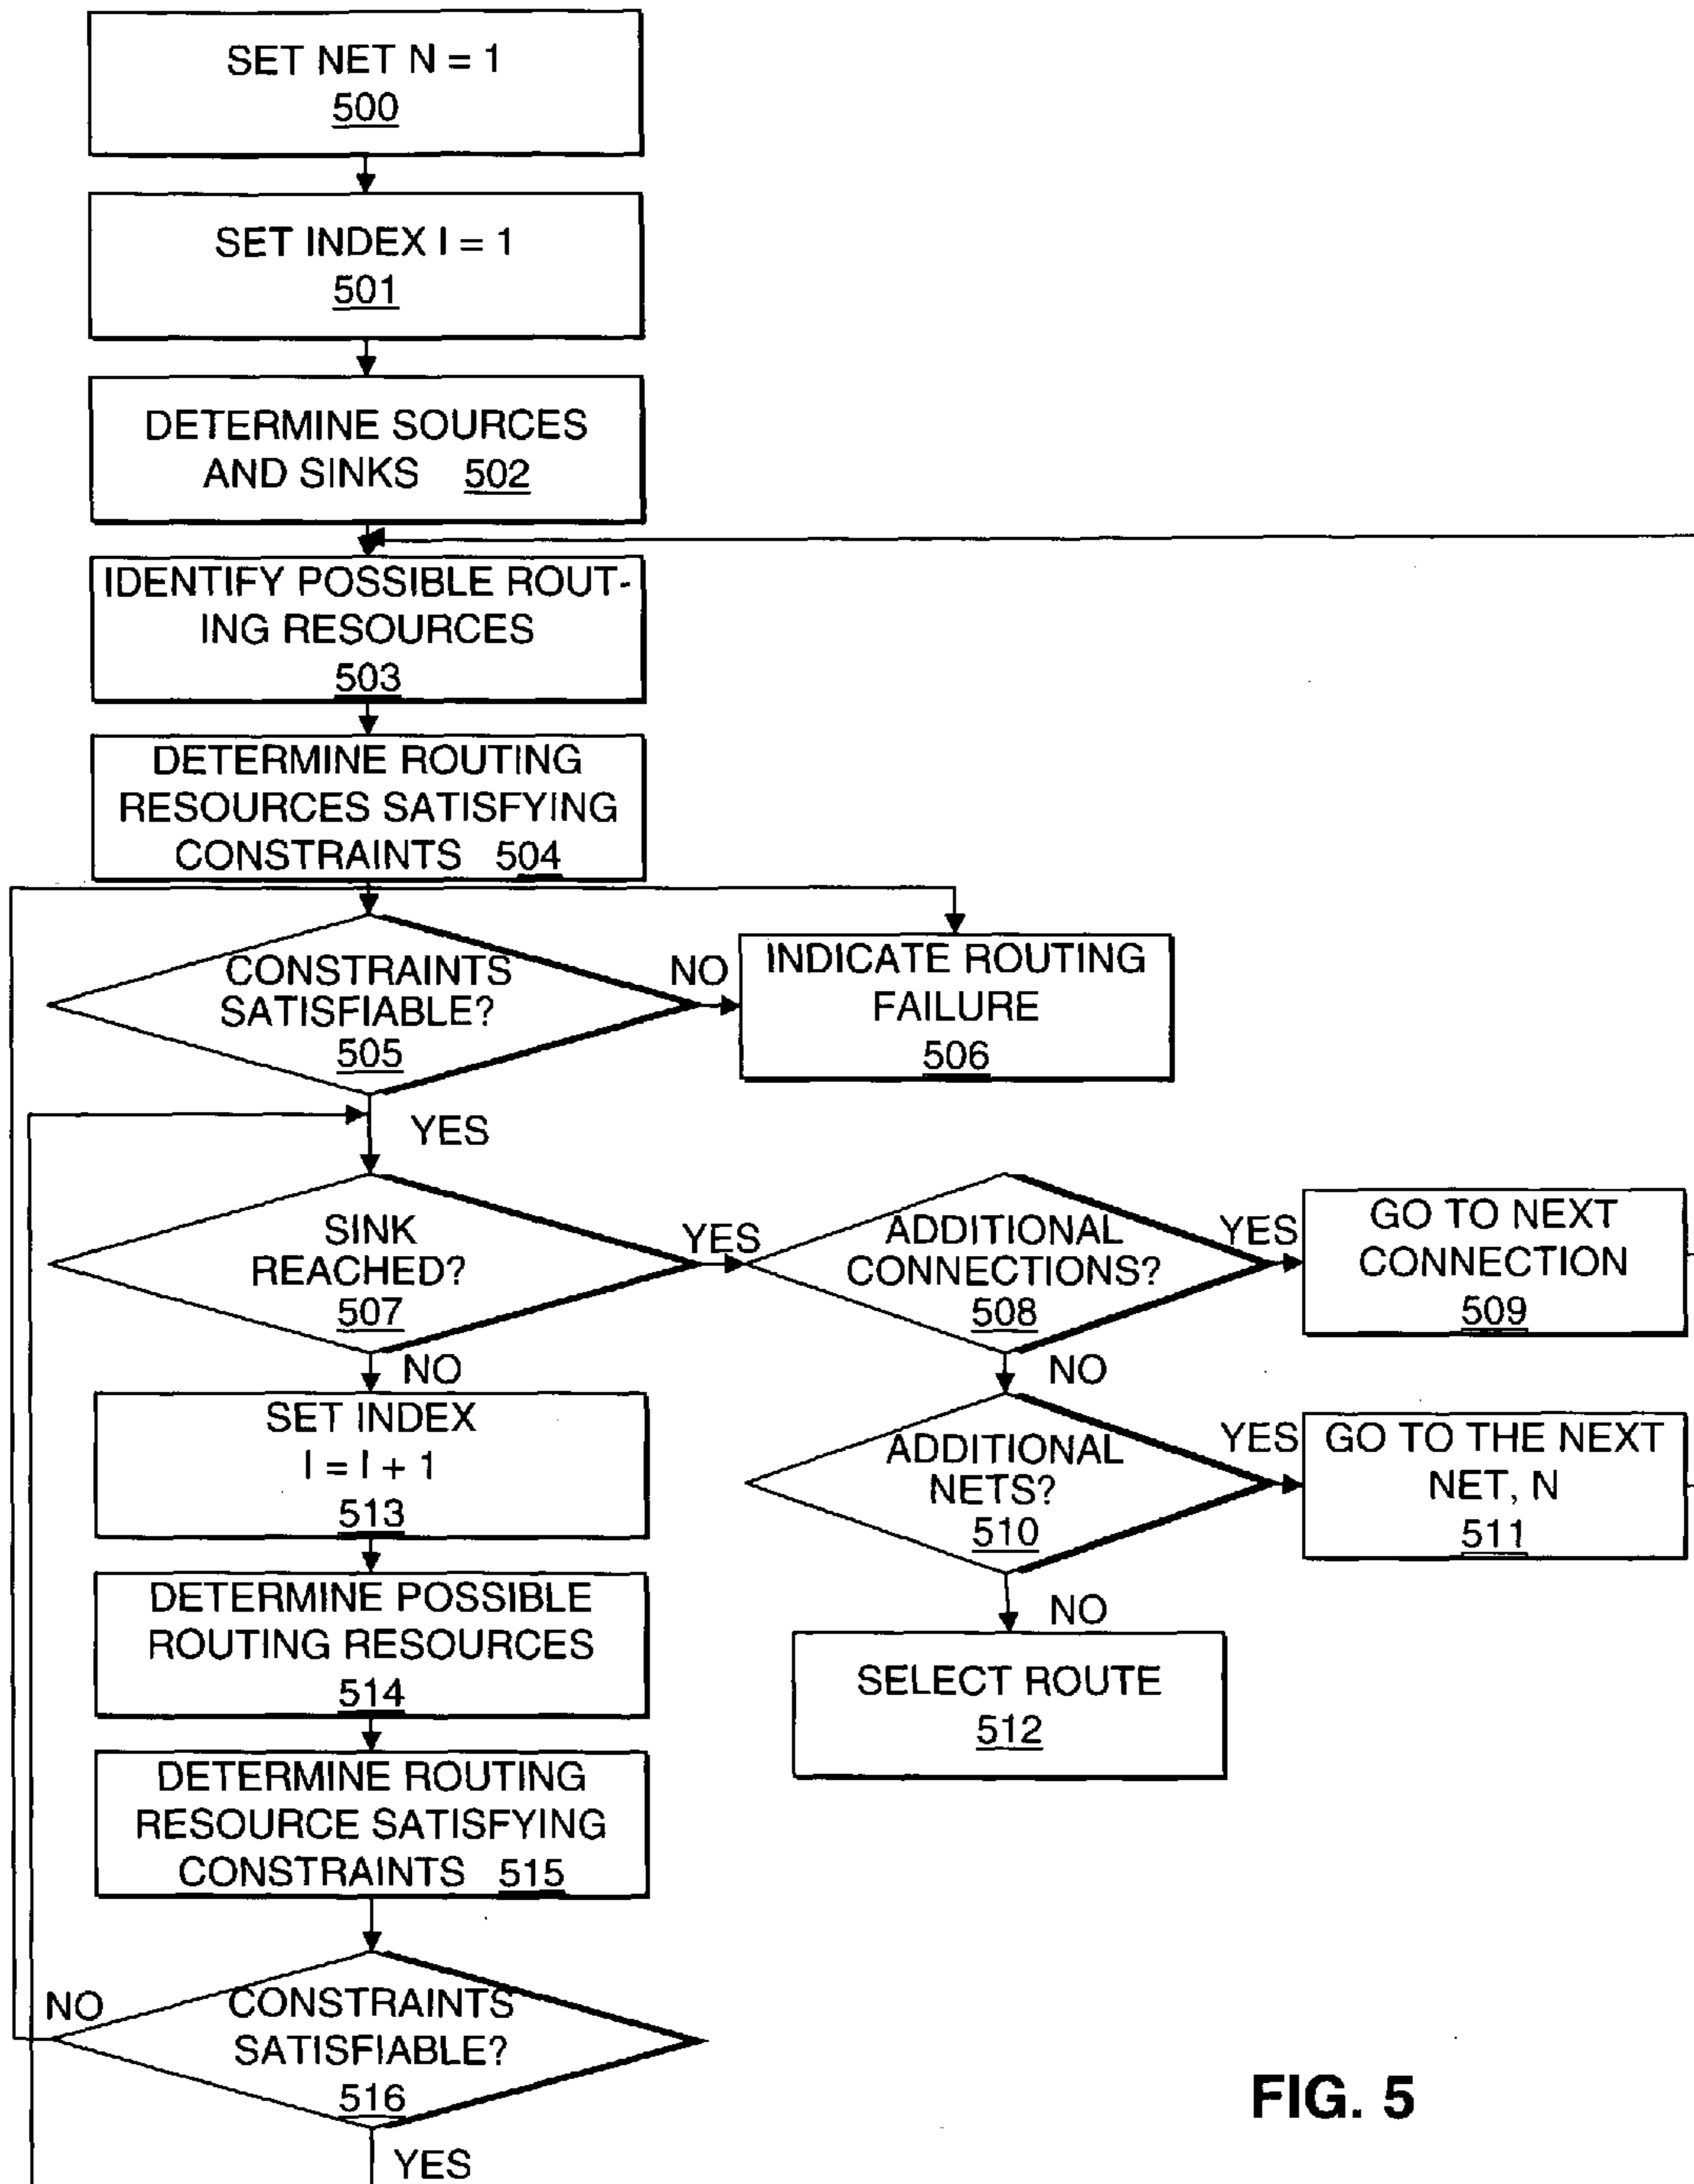 SET NET N = 1
500
SET INDEX I = 1
501
DETERMINE SOURCES
AND SINKS 502
IDENTIFY POSSIBLE ROUT-
ING RESOURCES
503
DETERMINE ROUTING
RESOURCES SATISFYING
CONSTRAINTS 504
CONSTRAINTS
SATISFIABLE?
505
NO
INDICATE ROUTING
FAILURE
506
YES
SINK
REACHED?
507
YES
ADDITIONAL
CONNECTIONS?
508
YES
GO TO NEXT
CONNECTION
509
NO
NO
SET INDEX
I = I + 1
513
ADDITIONAL
NETS?
510
YES
GO TO THE NEXT
NET, N
511
NO
DETERMINE POSSIBLE
ROUTING RESOURCES
514
SELECT ROUTE
512
DETERMINE ROUTING
RESOURCE SATISFYING
CONSTRAINTS 515
NO
CONSTRAINTS
SATISFIABLE?
516
YES
FIG. 5